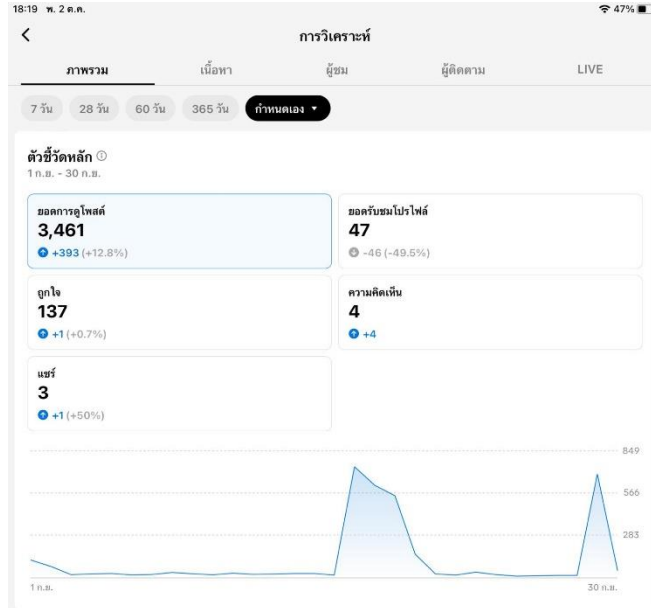 18:19 พ. 2 ต.ค. 47%
การวิเคราะห์
ภาพรวม เนื้อหา ผู้ชม ผู้ติดตาม LIVE
7 วัน 28 วัน 60 วัน 365 วัน กำหนดเอง
ตัวชี้วัดหลัก
1 ก.ย. - 30 ก.ย.
ยอดการดูโพสต์
3,461
+393 (+12.8%)
ยอดรับชมโปรไฟล์
47
-46 (-49.5%)
ถูกใจ
137
+1 (+0.7%)
ความคิดเห็น
4
+4
แชร์
3
+1 (+50%)
849
566
283
1 ก.ย. 30 ก.ย.